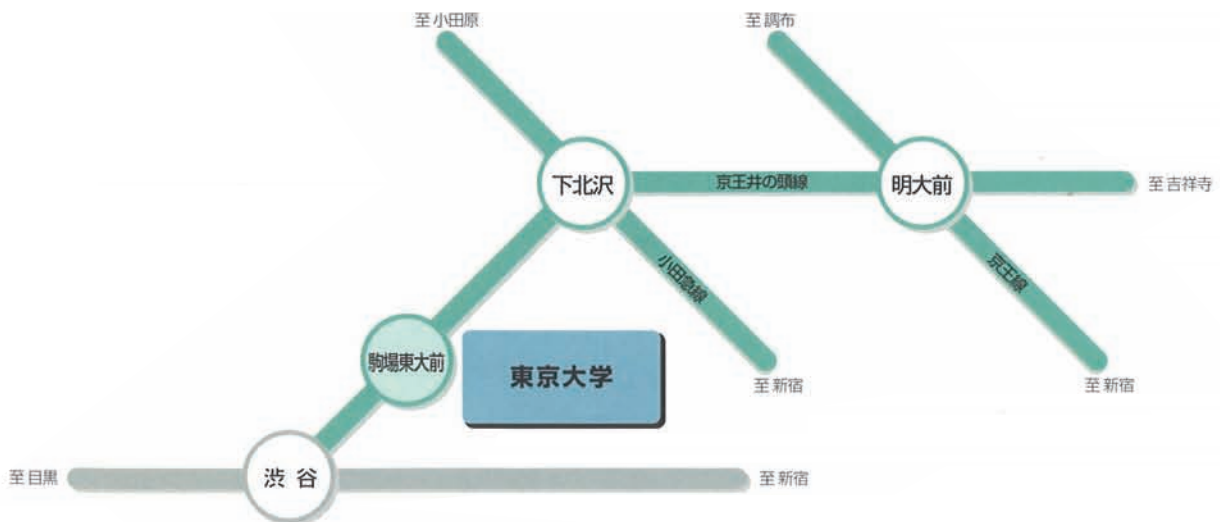 至小田原
至調布
下北沢
京王井の頭線
明大前
至吉祥寺
小田急線
京王線
駒場東大前
東京大学
至新宿
至新宿
至目黒
渋谷
至新宿